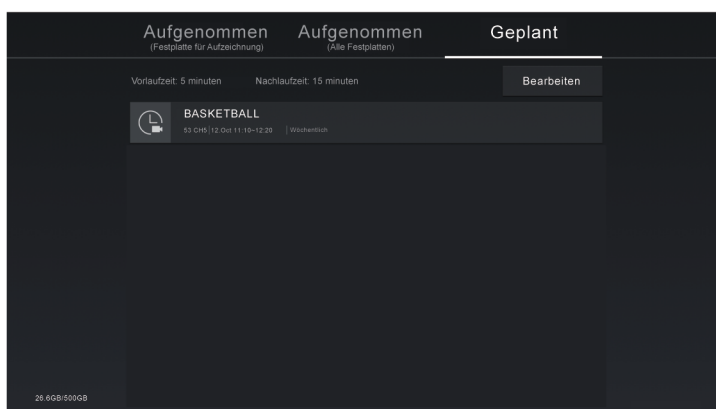 Aufgenommen
(Festplatte für Aufzeichnung)
Aufgenommen
(Alle Festplatten)
Geplant
Vorlaufzeit: 5 minuten
Nachlaufzeit: 15 minuten
Bearbeiten
BASKETBALL
53 CH5 | 12.Oct 11:10~12:20 | Wöchentlich
26.6GB/500GB